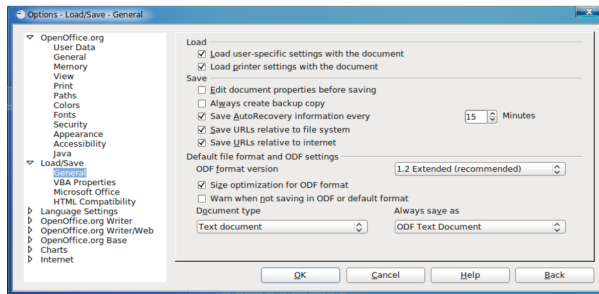 Options - Load/Save - General
OpenOffice.org
User Data
General
Memory
View
Print
Paths
Colors
Fonts
Security
Appearance
Accessibility
Java
Load/Save
General
VBA Properties
Microsoft Office
HTML Compatibility
Language Settings
OpenOffice.org Writer
OpenOffice.org Writer/Web
OpenOffice.org Base
Charts
Internet
Load
Load user-specific settings with the document
Load printer settings with the document
Save
Edit document properties before saving
Always create backup copy
Save AutoRecovery information every 15 Minutes
Save URLs relative to file system
Save URLs relative to internet
Default file format and ODF settings
ODF format version 1.2 Extended (recommended)
Size optimization for ODF format
Warn when not saving in ODF or default format
Document type Always save as
Text document ODF Text Document
OK Cancel Help Back